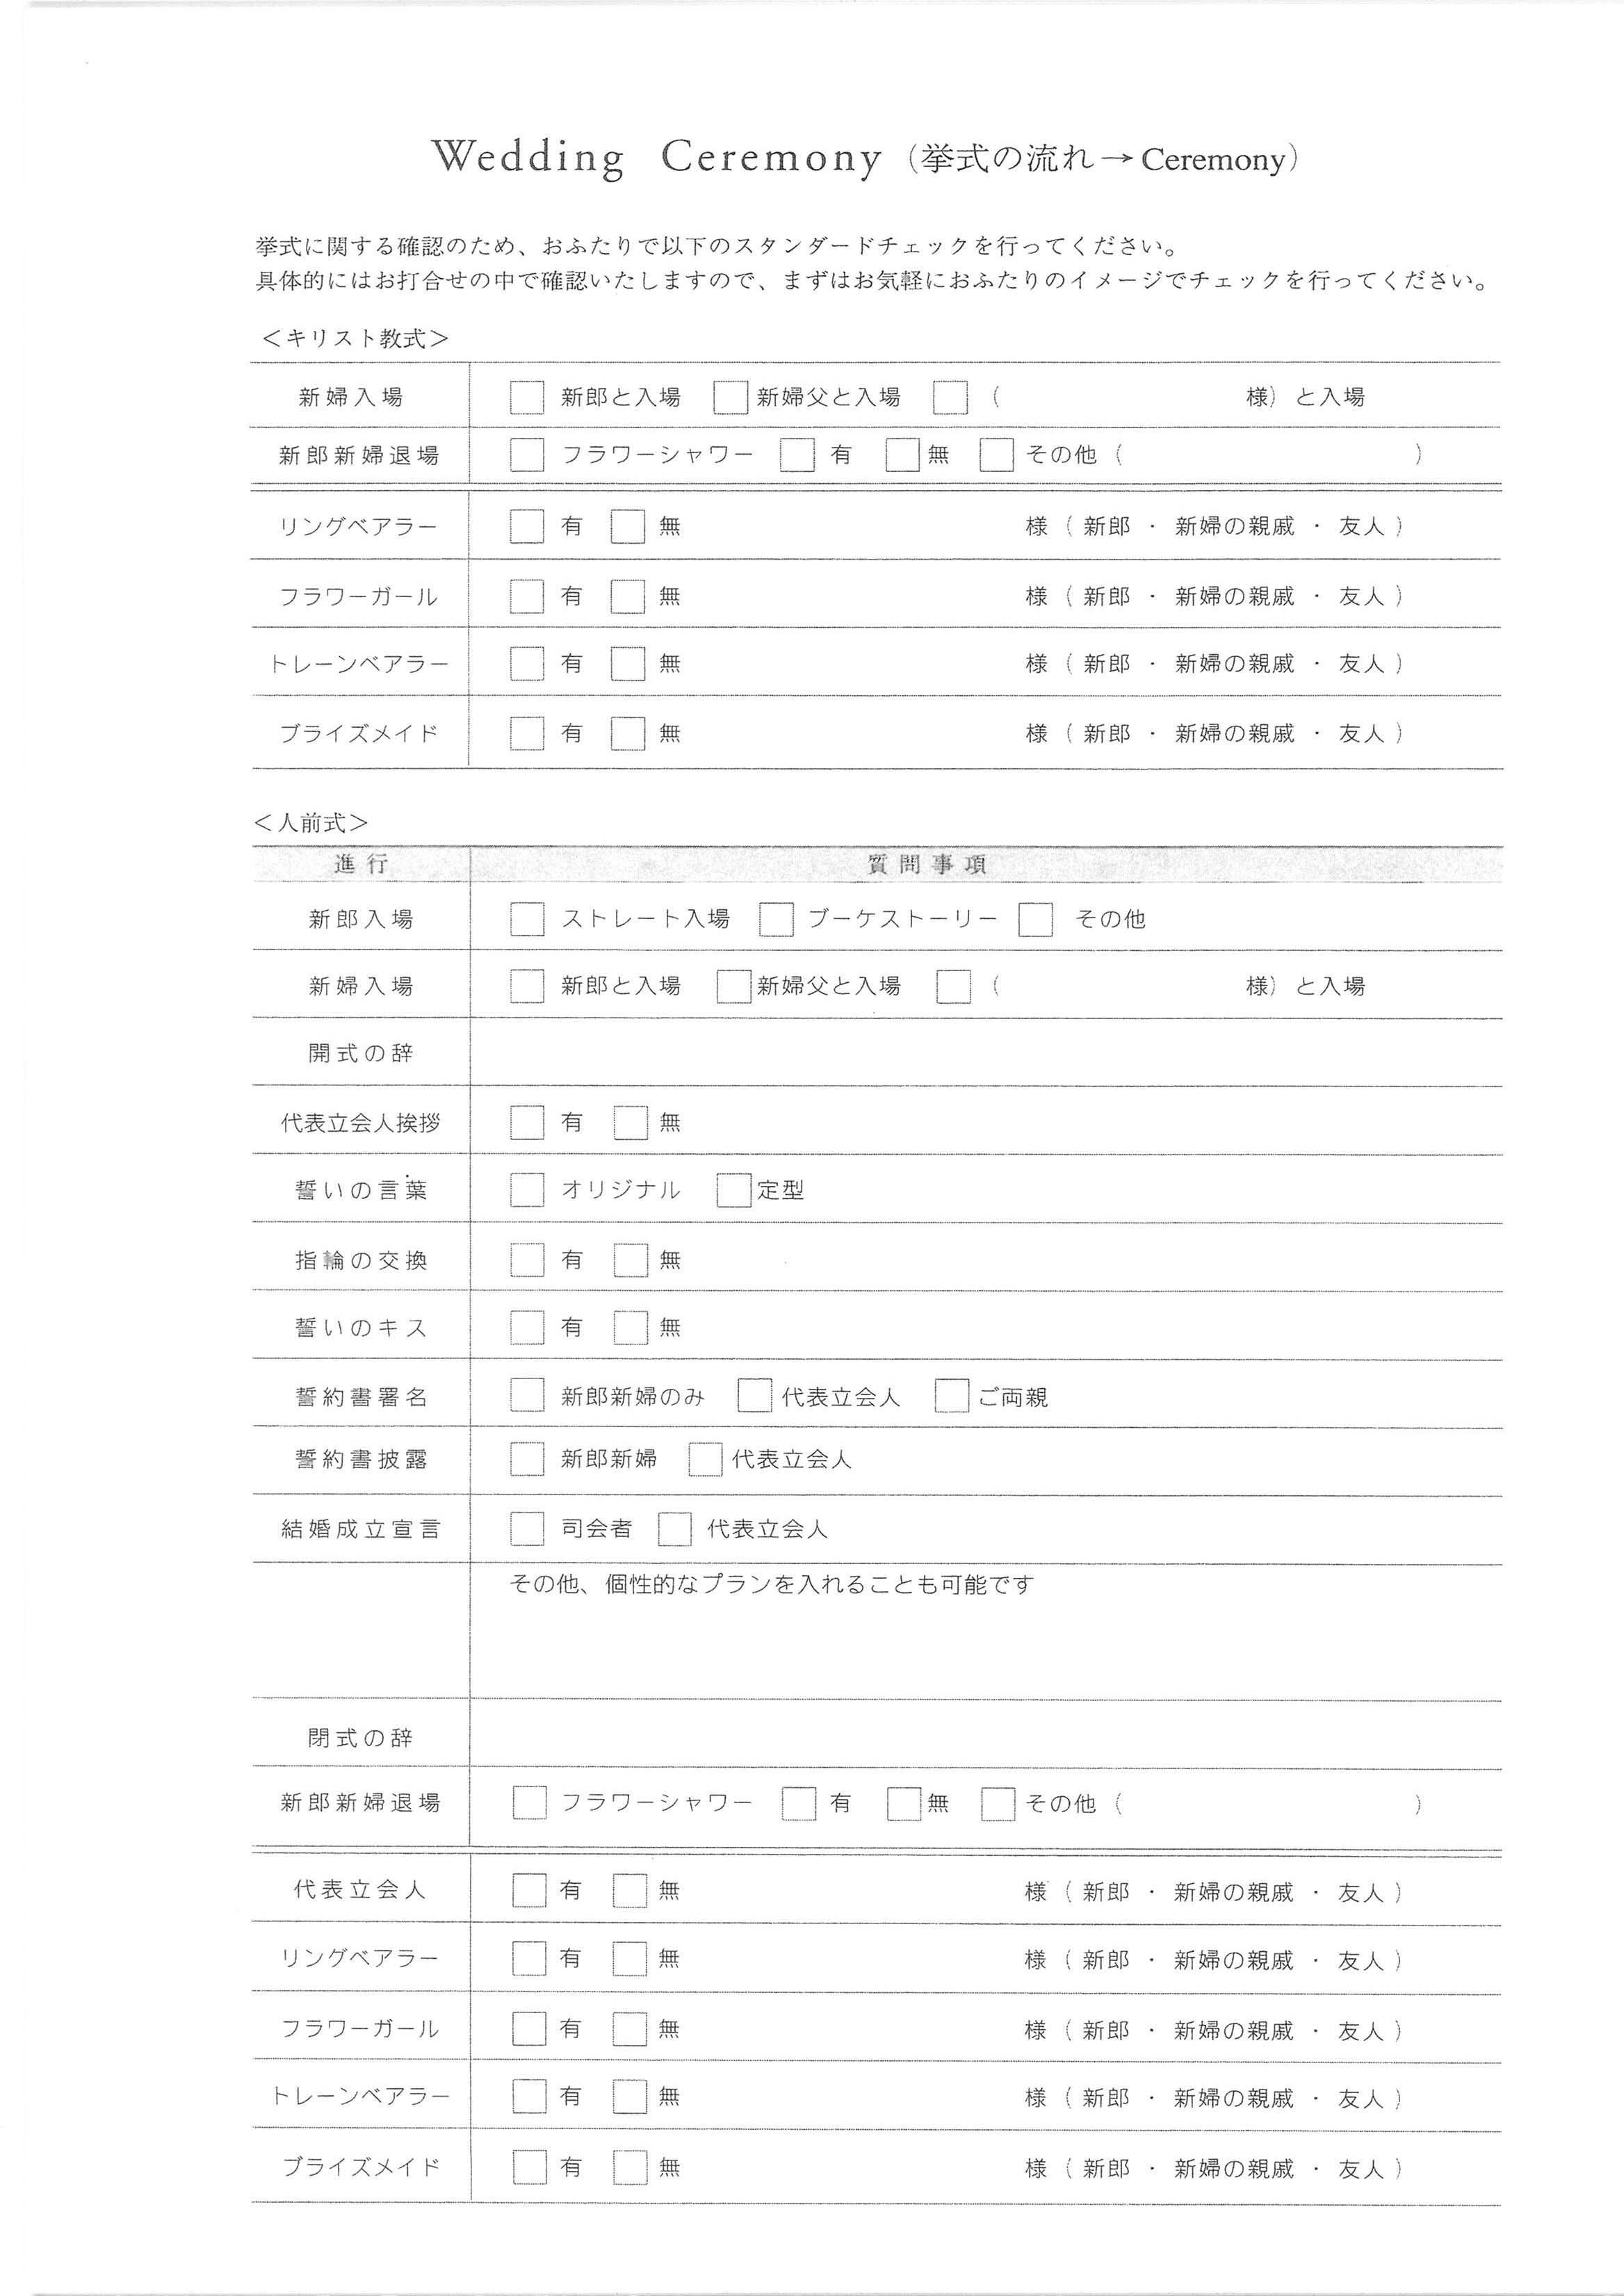 Wedding Ceremony（挙式の流れ→Ceremony）
挙式に関する確認のため、おふたりで以下のスタンダードチェックを行ってください。
具体的にはお打合せの中で確認いたしますので、まずはお気軽におふたりのイメージでチェックを行ってください。
＜キリスト教式＞
新婦入場 □ 新郎と入場 □ 新婦父と入場 □ （ 様）と入場
新郎新婦退場 □ フラワーシャワー □ 有 □ 無 □ その他（ ）
リングベアラー □ 有 □ 無 様（新郎・新婦の親戚・友人）
フラワーガール □ 有 □ 無 様（新郎・新婦の親戚・友人）
トレーンベアラー □ 有 □ 無 様（新郎・新婦の親戚・友人）
ブライズメイド □ 有 □ 無 様（新郎・新婦の親戚・友人）
＜人前式＞
進行 質問事項
新郎入場 □ ストレート入場 □ ブーケストーリー □ その他
新婦入場 □ 新郎と入場 □ 新婦父と入場 □ （ 様）と入場
開式の辞
代表立会人挨拶 □ 有 □ 無
誓いの言葉 □ オリジナル □ 定型
指輪の交換 □ 有 □ 無
誓いのキス □ 有 □ 無
誓約書署名 □ 新郎新婦のみ □ 代表立会人 □ ご両親
誓約書披露 □ 新郎新婦 □ 代表立会人
結婚成立宣言 □ 司会者 □ 代表立会人
その他、個性的なプランを入れることも可能です
閉式の辞
新郎新婦退場 □ フラワーシャワー □ 有 □ 無 □ その他（ ）
代表立会人 □ 有 □ 無 様（新郎・新婦の親戚・友人）
リングベアラー □ 有 □ 無 様（新郎・新婦の親戚・友人）
フラワーガール □ 有 □ 無 様（新郎・新婦の親戚・友人）
トレーンベアラー □ 有 □ 無 様（新郎・新婦の親戚・友人）
ブライズメイド □ 有 □ 無 様（新郎・新婦の親戚・友人）